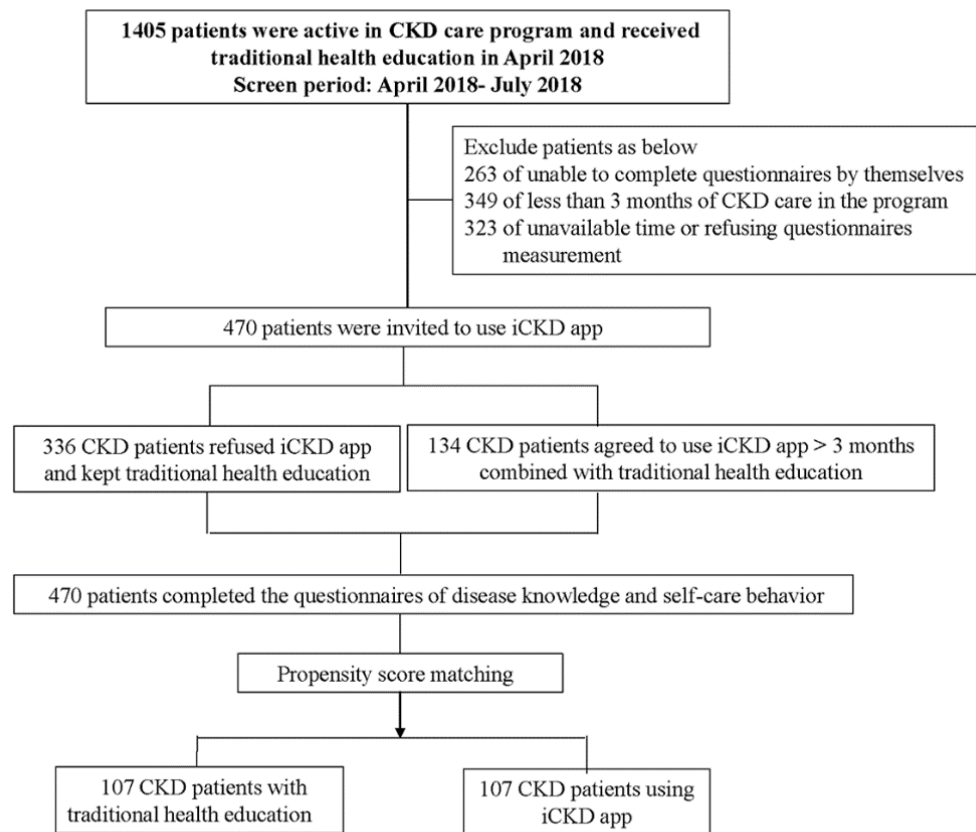 1405 patients were active in CKD care program and received
traditional health education in April 2018
Screen period: April 2018- July 2018
Exclude patients as below
263 of unable to complete questionnaires by themselves
349 of less than 3 months of CKD care in the program
323 of unavailable time or refusing questionnaires
measurement
470 patients were invited to use iCKD app
336 CKD patients refused iCKD app
and kept traditional health education
134 CKD patients agreed to use iCKD app > 3 months
combined with traditional health education
470 patients completed the questionnaires of disease knowledge and self-care behavior
Propensity score matching
107 CKD patients with
traditional health education
107 CKD patients using
iCKD app